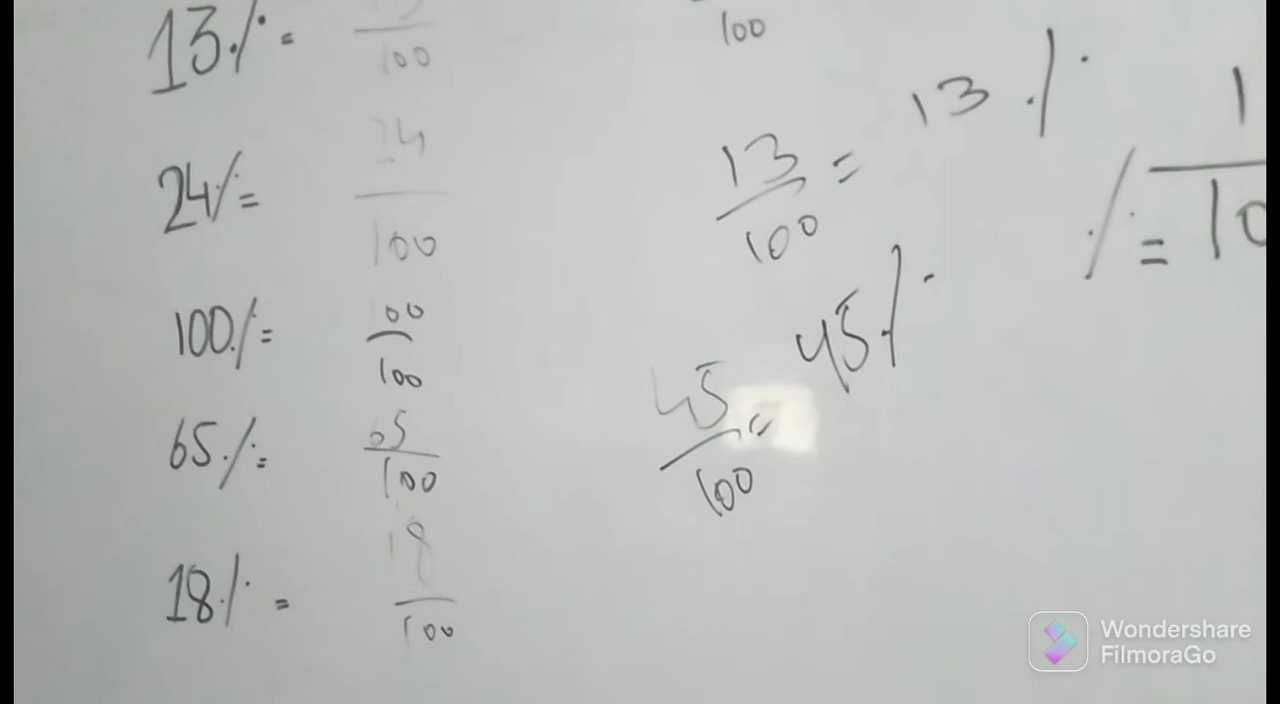 13% = /100
24% = 24/100
100% = 100/100
65% = 65/100
18% = 18/100
/100
13/100 = 13%
45/100 = 45%
% = 1/10
Wondershare
FilmoraGo